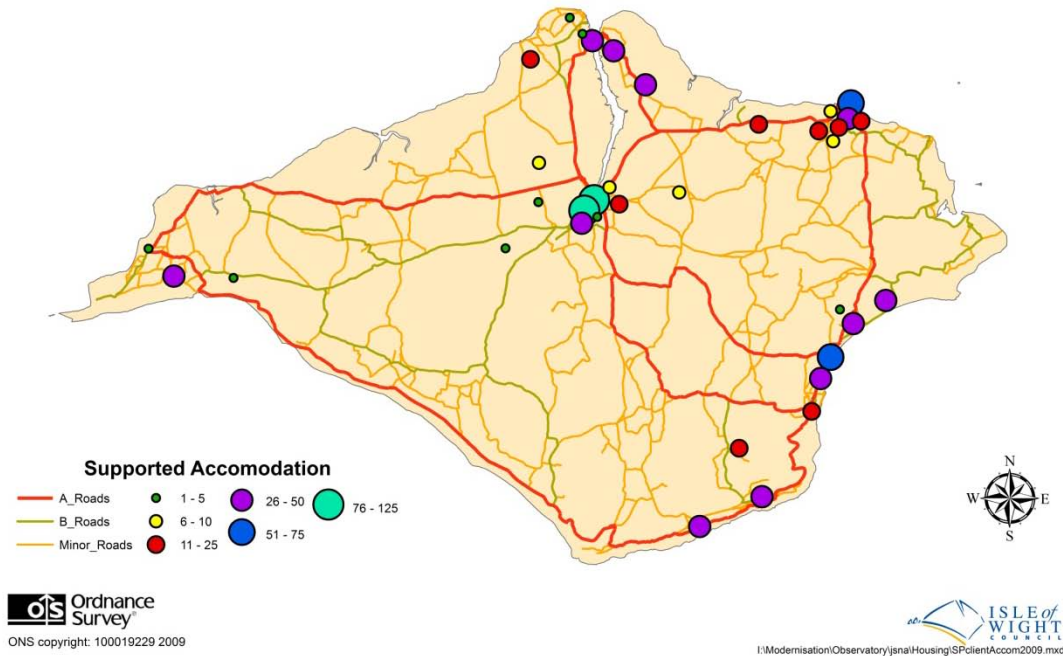 Supported Accomodation
A_Roads
B_Roads
Minor_Roads
1 - 5
6 - 10
11 - 25
26 - 50
51 - 75
76 - 125
N
W
E
S
OS Ordnance
Survey®
ONS copyright: 100019229 2009
ISLE of
WIGHT
COUNCIL
I:\Modernisation\Observatory\jsna\Housing\SPclientAccom2009.mxd